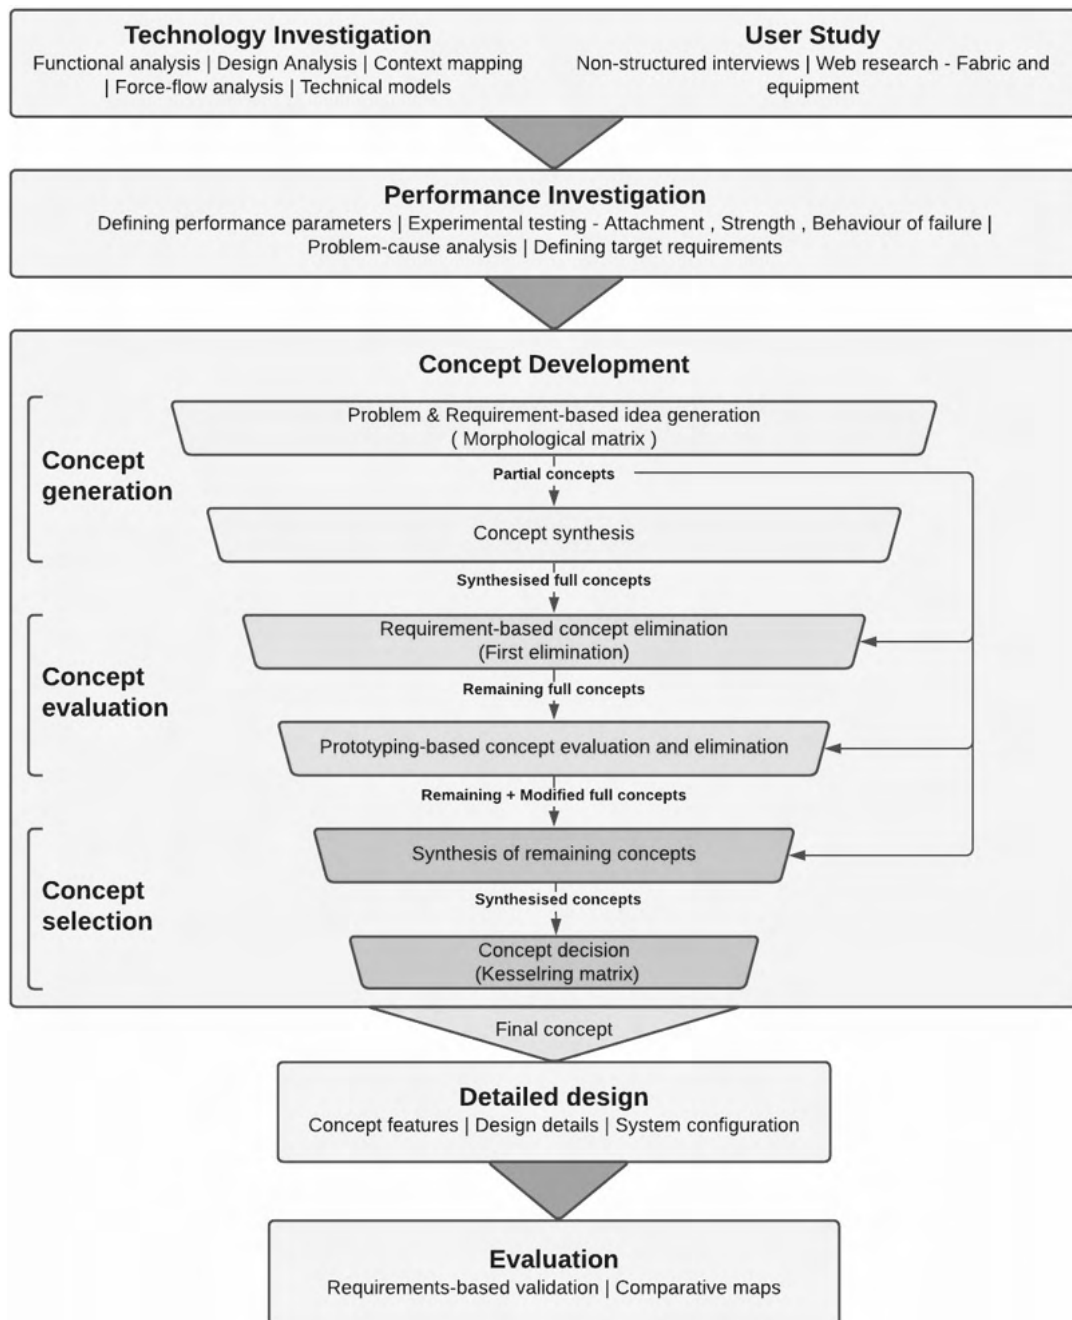 Technology Investigation
Functional analysis | Design Analysis | Context mapping
| Force-flow analysis | Technical models
User Study
Non-structured interviews | Web research - Fabric and
equipment
Performance Investigation
Defining performance parameters | Experimental testing - Attachment , Strength , Behaviour of failure |
Problem-cause analysis | Defining target requirements
Concept Development
Concept
generation
Problem & Requirement-based idea generation
( Morphological matrix )
Partial concepts
Concept synthesis
Synthesised full concepts
Concept
evaluation
Requirement-based concept elimination
(First elimination)
Remaining full concepts
Prototyping-based concept evaluation and elimination
Remaining + Modified full concepts
Concept
selection
Synthesis of remaining concepts
Synthesised concepts
Concept decision
(Kesselring matrix)
Final concept
Detailed design
Concept features | Design details | System configuration
Evaluation
Requirements-based validation | Comparative maps